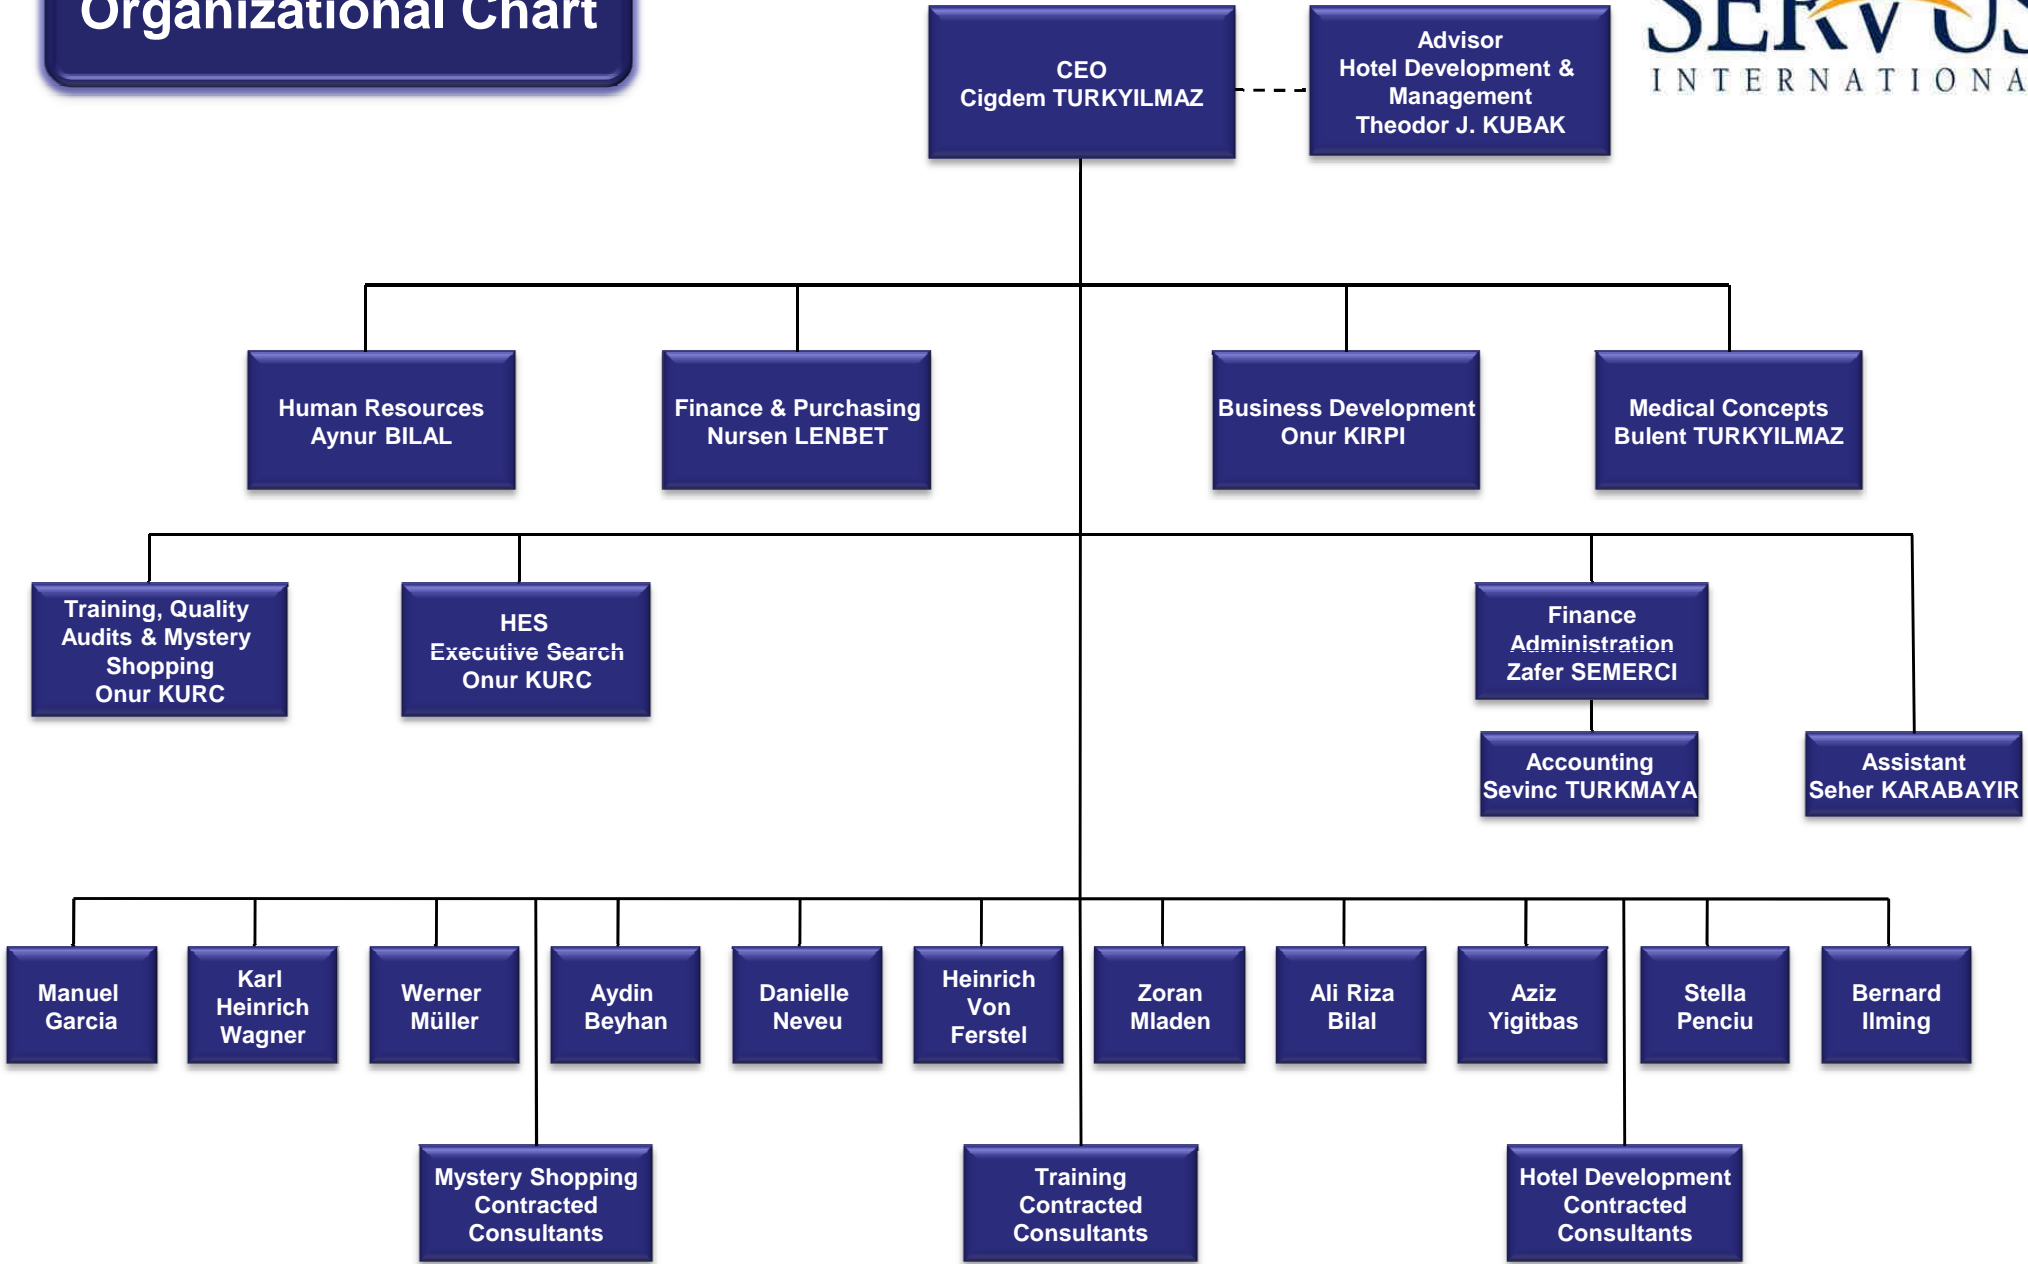 Organizational Chart
CEO
Cigdem TURKYILMAZ
Advisor
Hotel Development &
Management
Theodor J. KUBAK
SERVUS
INTERNATIONA
Human Resources
Aynur BILAL
Finance & Purchasing
Nursen LENBET
Business Development
Onur KIRPI
Medical Concepts
Bulent TURKYILMAZ
Training, Quality
Audits & Mystery
Shopping
Onur KURC
HES
Executive Search
Onur KURC
Finance
Administration
Zafer SEMERCI
Accounting
Sevinc TURKMAYA
Assistant
Seher KARABAYIR
Manuel
Garcia
Karl
Heinrich
Wagner
Werner
Müller
Aydin
Beyhan
Danielle
Neveu
Heinrich
Von
Ferstel
Zoran
Mladen
Ali Riza
Bilal
Aziz
Yigitbas
Stella
Penciu
Bernard
Ilming
Mystery Shopping
Contracted
Consultants
Training
Contracted
Consultants
Hotel Development
Contracted
Consultants